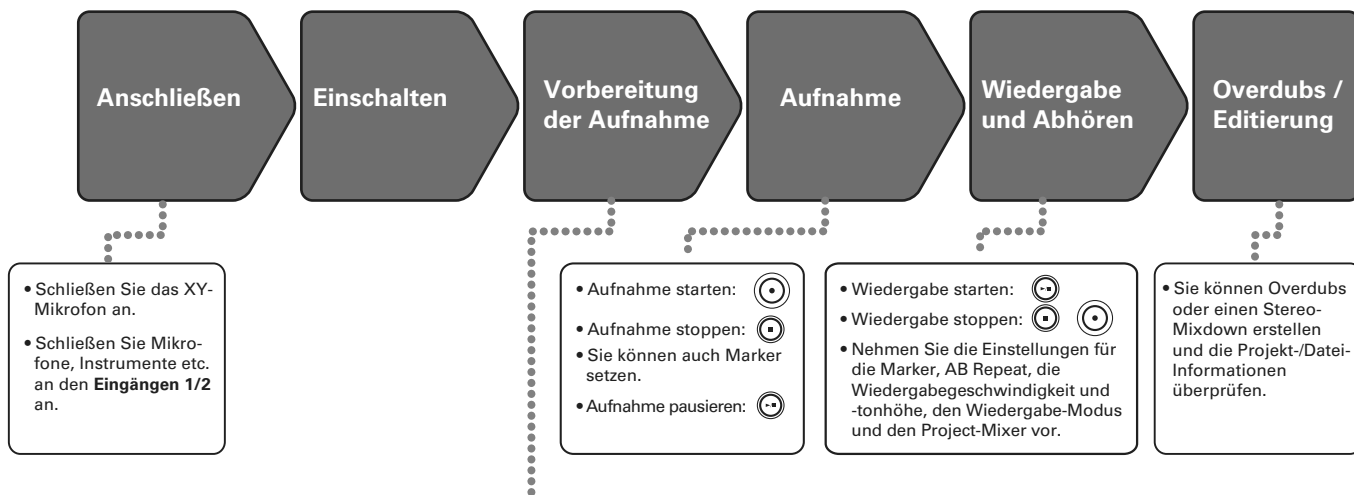 Anschließen
Einschalten
Vorbereitung
der Aufnahme
Aufnahme
Wiedergabe
und Abhören
Overdubs /
Editierung
• Schließen Sie das XY-
Mikrofon an.
• Schließen Sie Mikro-
fone, Instrumente etc.
an den Eingängen 1/2
an.
• Aufnahme starten:
• Aufnahme stoppen:
• Sie können auch Marker
setzen.
• Aufnahme pausieren:
• Wiedergabe starten:
• Wiedergabe stoppen:
• Nehmen Sie die Einstellungen für
die Marker, AB Repeat, die
Wiedergabegeschwindigkeit und
-tonhöhe, den Wiedergabe-Modus
und den Project-Mixer vor.
• Sie können Overdubs
oder einen Stereo-
Mixdown erstellen
und die Projekt-/Datei-
Informationen
überprüfen.